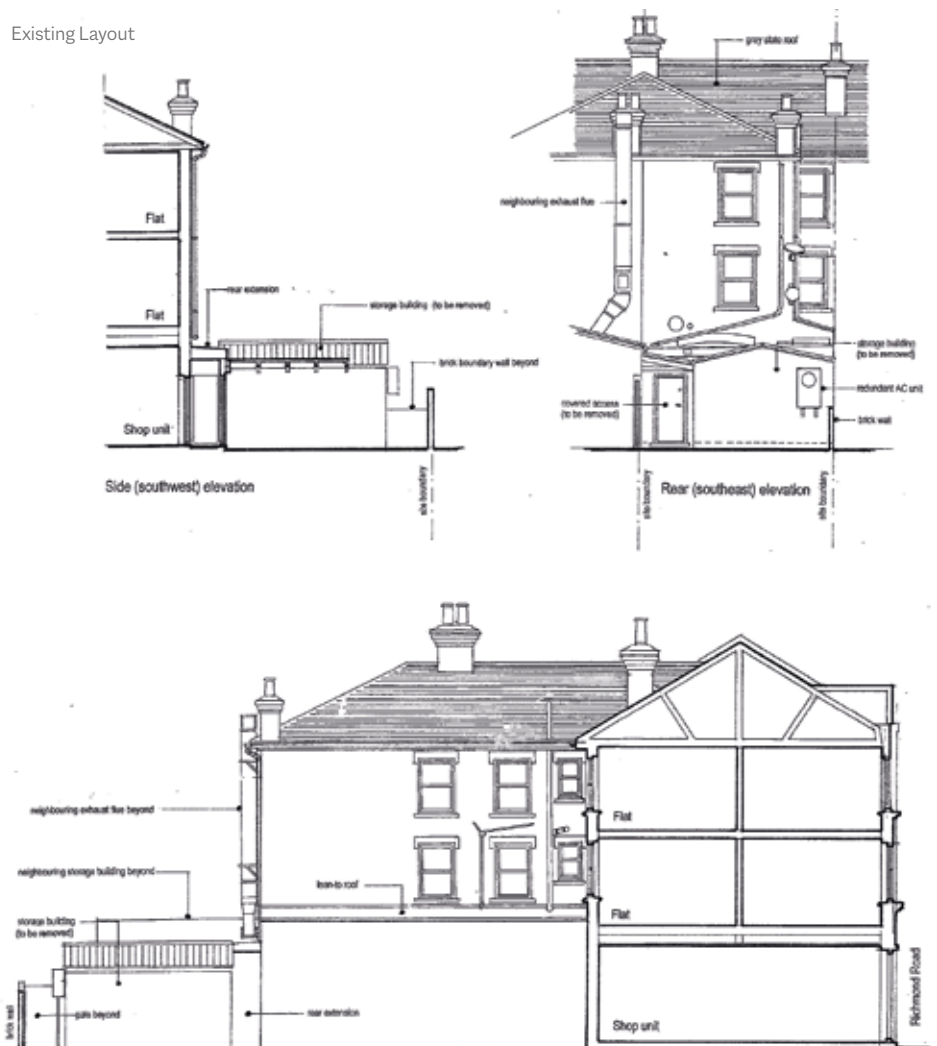 Existing Layout
grey slate roof
neighbouring exhaust flue
Flat
rear extension
storage building (to be removed)
Flat
brick boundary wall beyond
storage building
(to be removed)
redundant AC unit
covered access
(to be removed)
brick wall
Shop unit
Side (southwest) elevation
site boundary
site boundary
Rear (southeast) elevation
site boundary
neighbouring exhaust flue beyond
Flat
neighbouring storage building beyond
lean-to roof
storage building
(to be removed)
Flat
brick wall
gate beyond
rear extension
Shop unit
Richmond Road